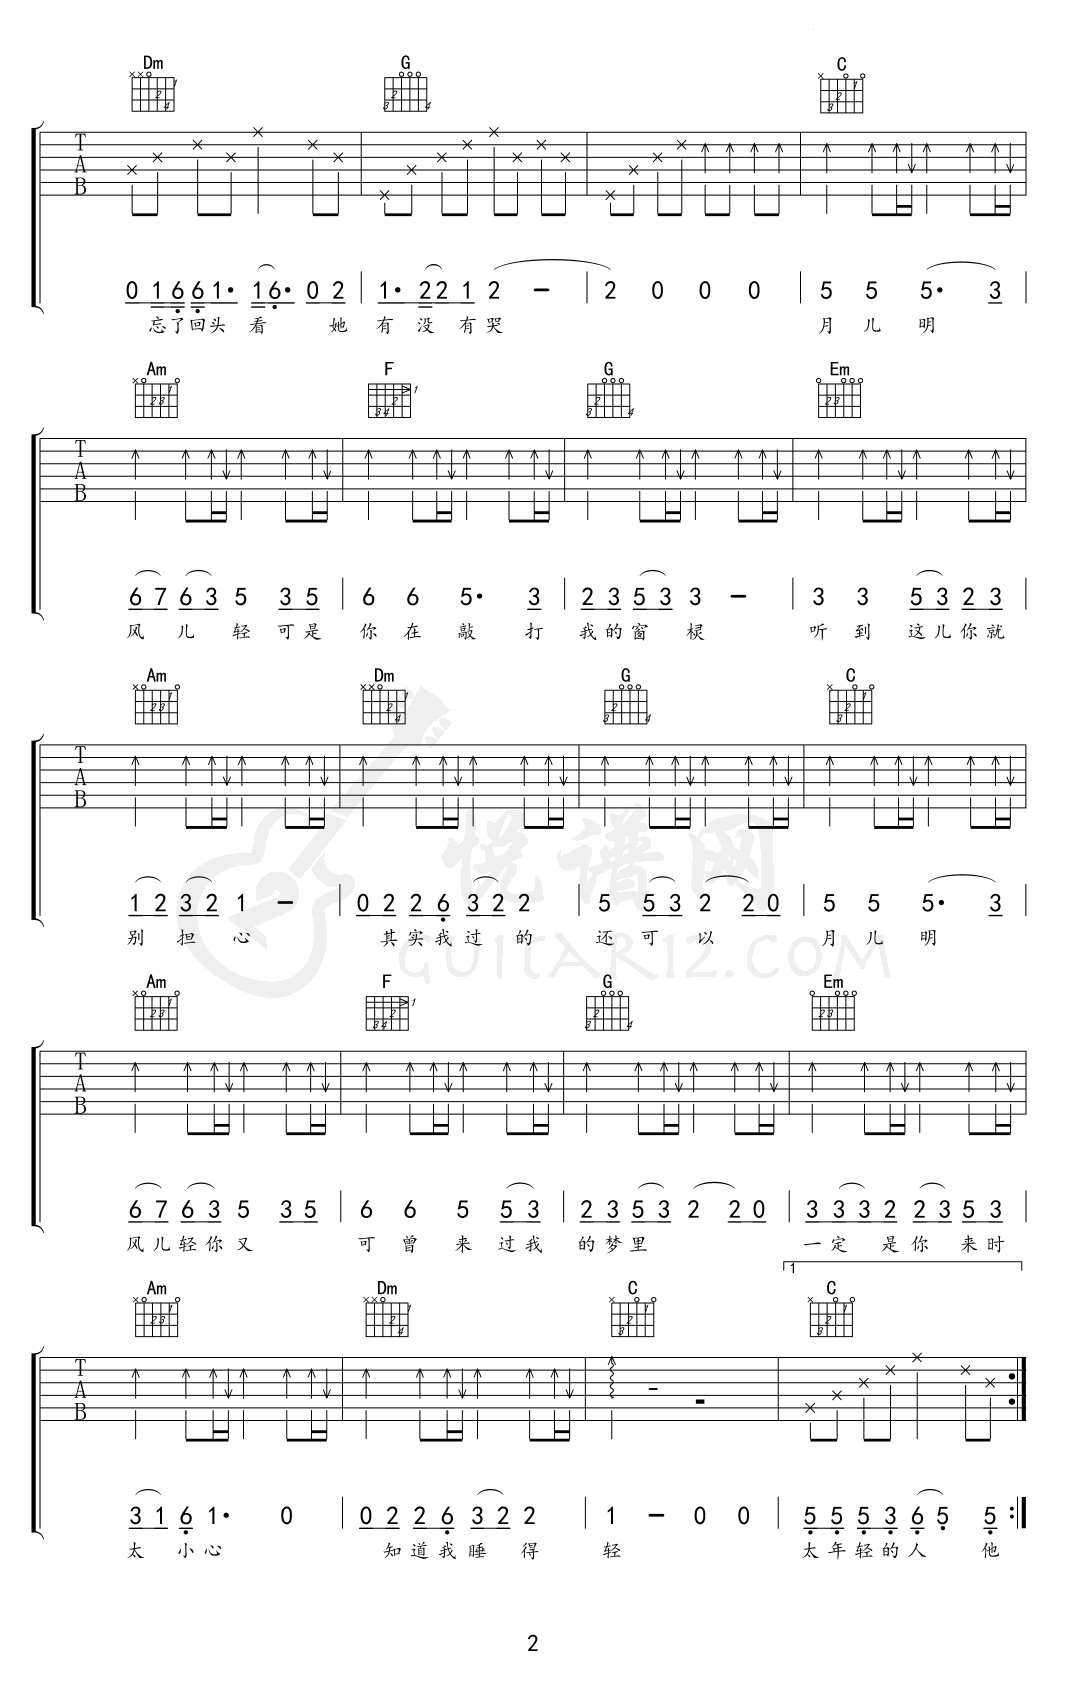 Dm G C
T
A
B
0 1 6 6 1· 1 6· 0 2 | 1· 2 2 1 2 − | 2 0 0 0 | 5 5 5· 3 |
忘了回头 看 她 有 没 有 哭 月 儿 明
Am F G Em
T
A
B
6 7 6 3 5 3 5 | 6 6 5· 3 | 2 3 5 3 3 − | 3 3 5 3 2 3 |
风 儿 轻 可 是 你 在 敲 打 我 的 窗 棂 听 到 这 儿 你 就
Am Dm G C
T
A
B
1 2 3 2 1 − | 0 2 2 6 3 2 2 | 5 5 3 2 2 0 | 5 5 5· 3 |
别 担 心 其 实 我 过 的 还 可 以 月 儿 明
悦谱网
GUITAR12.COM
Am F G Em
T
A
B
6 7 6 3 5 3 5 | 6 6 5 5 3 | 2 3 5 3 2 2 0 | 3 3 3 2 2 3 5 3 |
风 儿 轻 你 又 可 曾 来 过 我 的 梦 里 一 定 是 你 来 时
1
Am Dm C C
T
A
B
3 1 6 1· 0 | 0 2 2 6 3 2 2 | 1 − 0 0 | 5 5 5 3 6 5 5 :|
太 小 心 知 道 我 睡 得 轻 太 年 轻 的 人 他
2